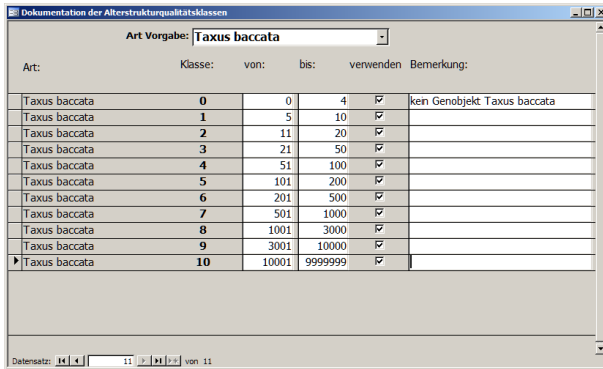 Dokumentation der Alterstrukturqualitätsklassen
Art Vorgabe: Taxus baccata
Art: Klasse: von: bis: verwenden Bemerkung:
Taxus baccata 0 0 4 kein Genobjekt Taxus baccata
Taxus baccata 1 5 10
Taxus baccata 2 11 20
Taxus baccata 3 21 50
Taxus baccata 4 51 100
Taxus baccata 5 101 200
Taxus baccata 6 201 500
Taxus baccata 7 501 1000
Taxus baccata 8 1001 3000
Taxus baccata 9 3001 10000
Taxus baccata 10 10001 9999999
Datensatz: 11 von 11